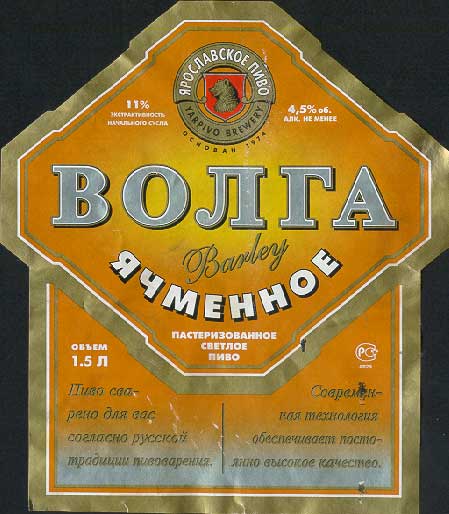 ЯРОСЛАВСКОЕ ПИВО
YARPIVO BREWERY
ОСНОВАН 1974
11%
ЭКСТРАКТИВНОСТЬ
НАЧАЛЬНОГО СУСЛА
4,5% об.
АЛК. НЕ МЕНЕЕ
ВОЛГА
Barley
ЯЧМЕННОЕ
ПАСТЕРИЗОВАННОЕ
СВЕТЛОЕ
ПИВО
ОБЪЕМ
1.5 Л
РС
Пиво сва-
рено для вас
согласно русской
традиции пивоварения.
Современ-
ная технология
обеспечивает посто-
янно высокое качество.